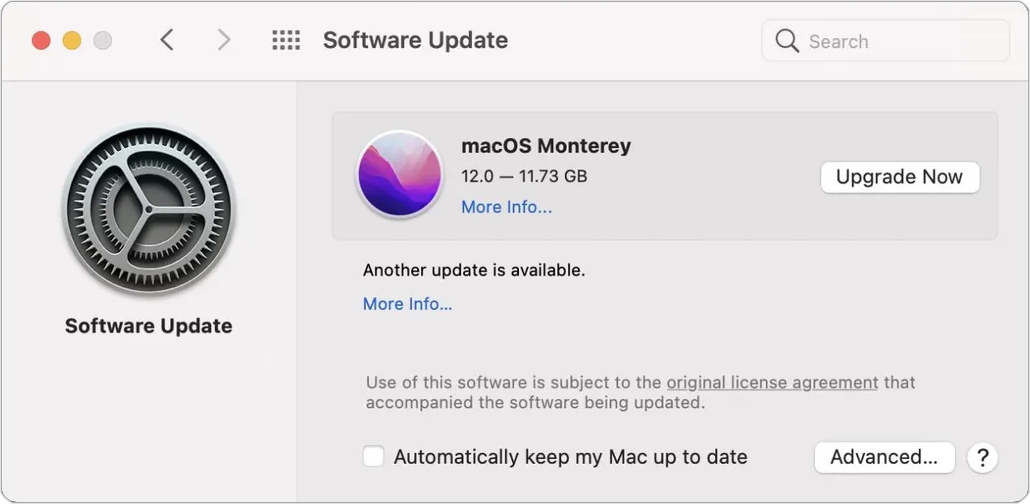 Software Update
Search
macOS Monterey
12.0 — 11.73 GB
More Info...
Upgrade Now
Another update is available.
More Info...
Software Update
Use of this software is subject to the original license agreement that
accompanied the software being updated.
Automatically keep my Mac up to date
Advanced...
?